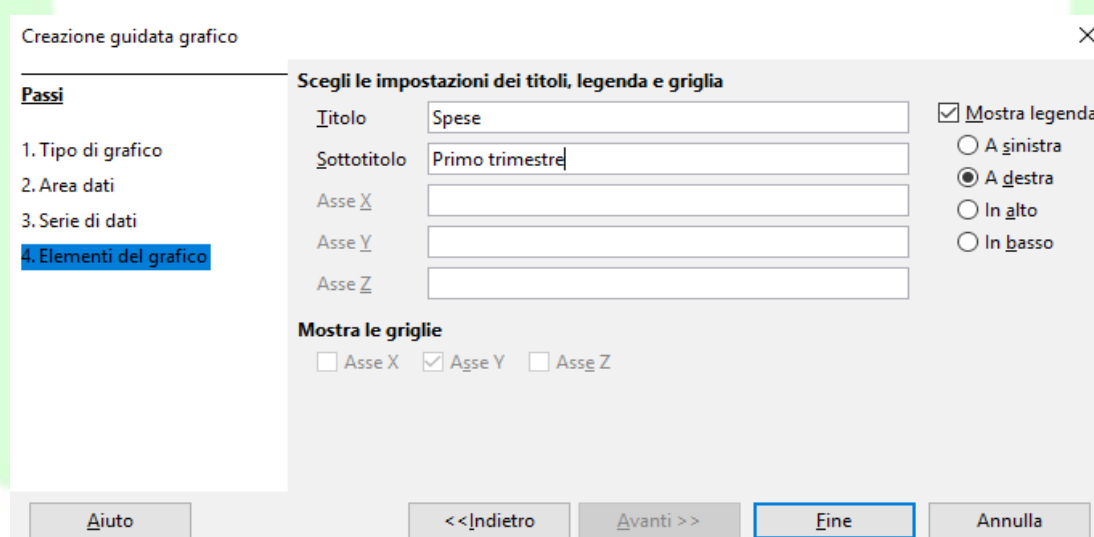 Creazione guidata grafico
Passi
1. Tipo di grafico
2. Area dati
3. Serie di dati
4. Elementi del grafico
Scegli le impostazioni dei titoli, legenda e griglia
Titolo Spese
Sottotitolo Primo trimestre
Asse X
Asse Y
Asse Z
Mostra legenda
A sinistra
A destra
In alto
In basso
Mostra le griglie
Asse X Asse Y Asse Z
Aiuto <<Indietro Avanti >> Fine Annulla